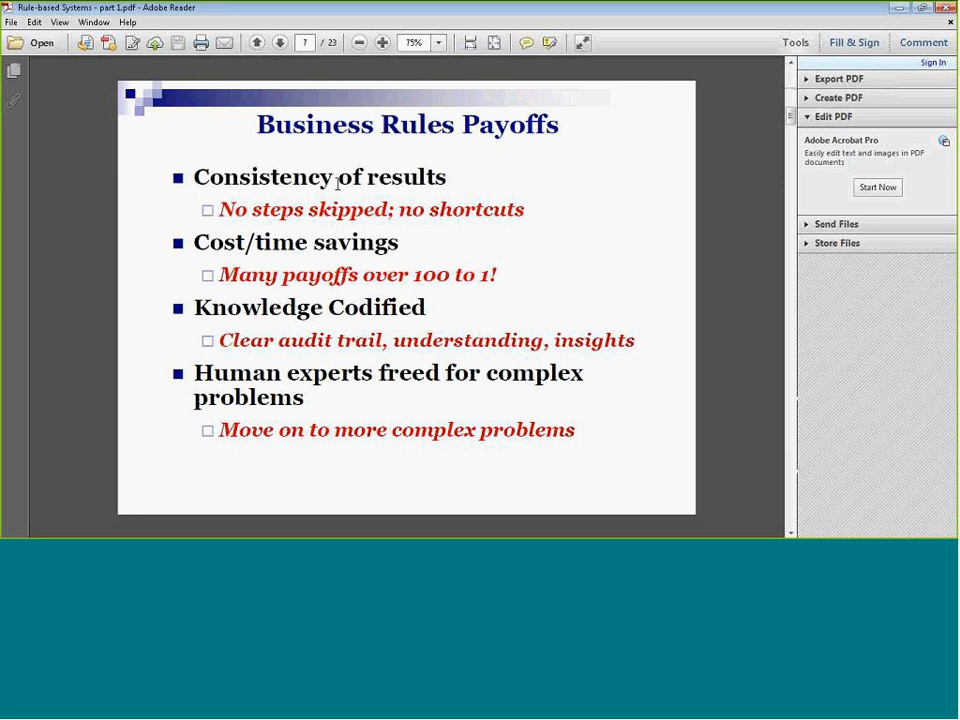 Rule-based Systems - part 1.pdf - Adobe Reader
File Edit View Window Help
Open 7 / 23 75% Tools Fill & Sign Comment
Sign In
Export PDF
Create PDF
Edit PDF
Adobe Acrobat Pro
Easily edit text and images in PDF
documents
Start Now
Send Files
Store Files
Business Rules Payoffs
Consistency of results
No steps skipped; no shortcuts
Cost/time savings
Many payoffs over 100 to 1!
Knowledge Codified
Clear audit trail, understanding, insights
Human experts freed for complex
problems
Move on to more complex problems